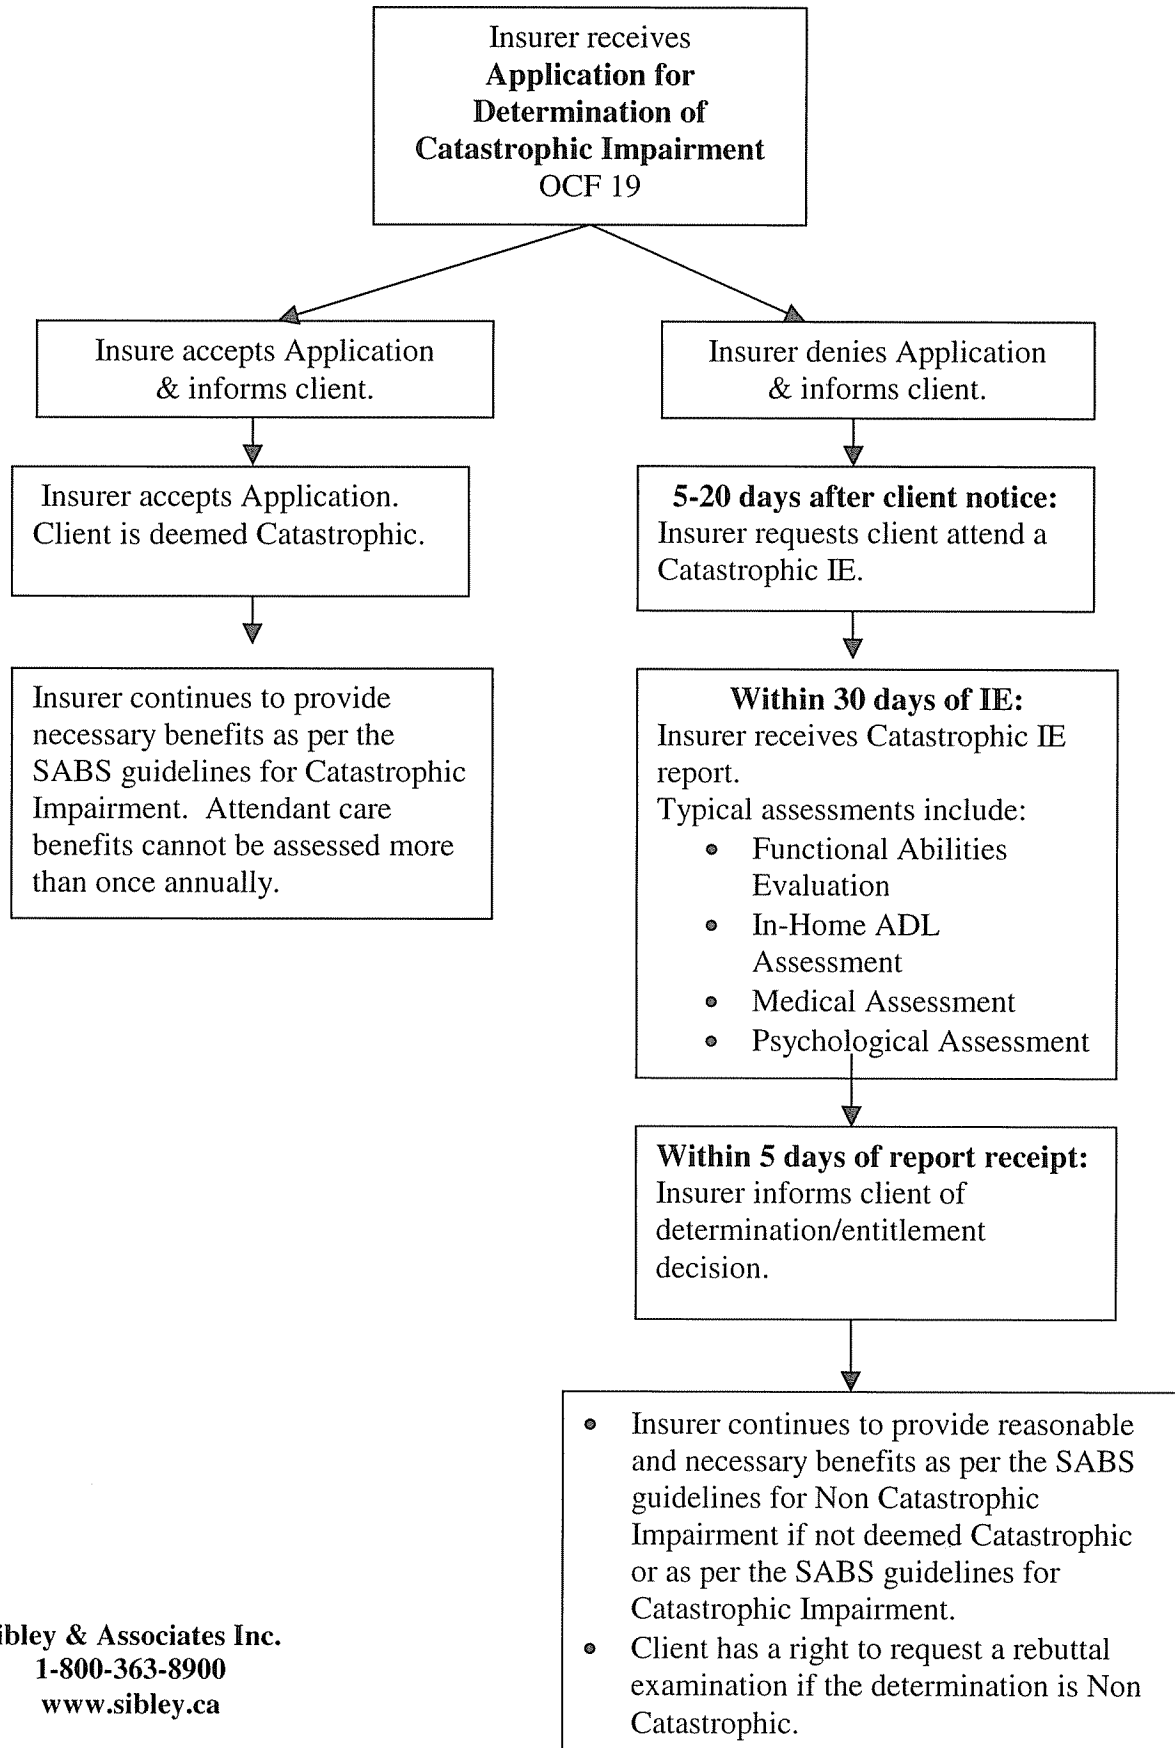 Insurer receives
Application for
Determination of
Catastrophic Impairment
OCF 19
Insure accepts Application
& informs client.
Insurer denies Application
& informs client.
Insurer accepts Application.
Client is deemed Catastrophic.
5-20 days after client notice:
Insurer requests client attend a
Catastrophic IE.
Insurer continues to provide
necessary benefits as per the
SABS guidelines for Catastrophic
Impairment. Attendant care
benefits cannot be assessed more
than once annually.
Within 30 days of IE:
Insurer receives Catastrophic IE
report.
Typical assessments include:
• Functional Abilities
Evaluation
• In-Home ADL
Assessment
• Medical Assessment
• Psychological Assessment
Within 5 days of report receipt:
Insurer informs client of
determination/entitlement
decision.
• Insurer continues to provide reasonable
and necessary benefits as per the SABS
guidelines for Non Catastrophic
Impairment if not deemed Catastrophic
or as per the SABS guidelines for
Catastrophic Impairment.
• Client has a right to request a rebuttal
examination if the determination is Non
Catastrophic.
ibley & Associates Inc.
1-800-363-8900
www.sibley.ca